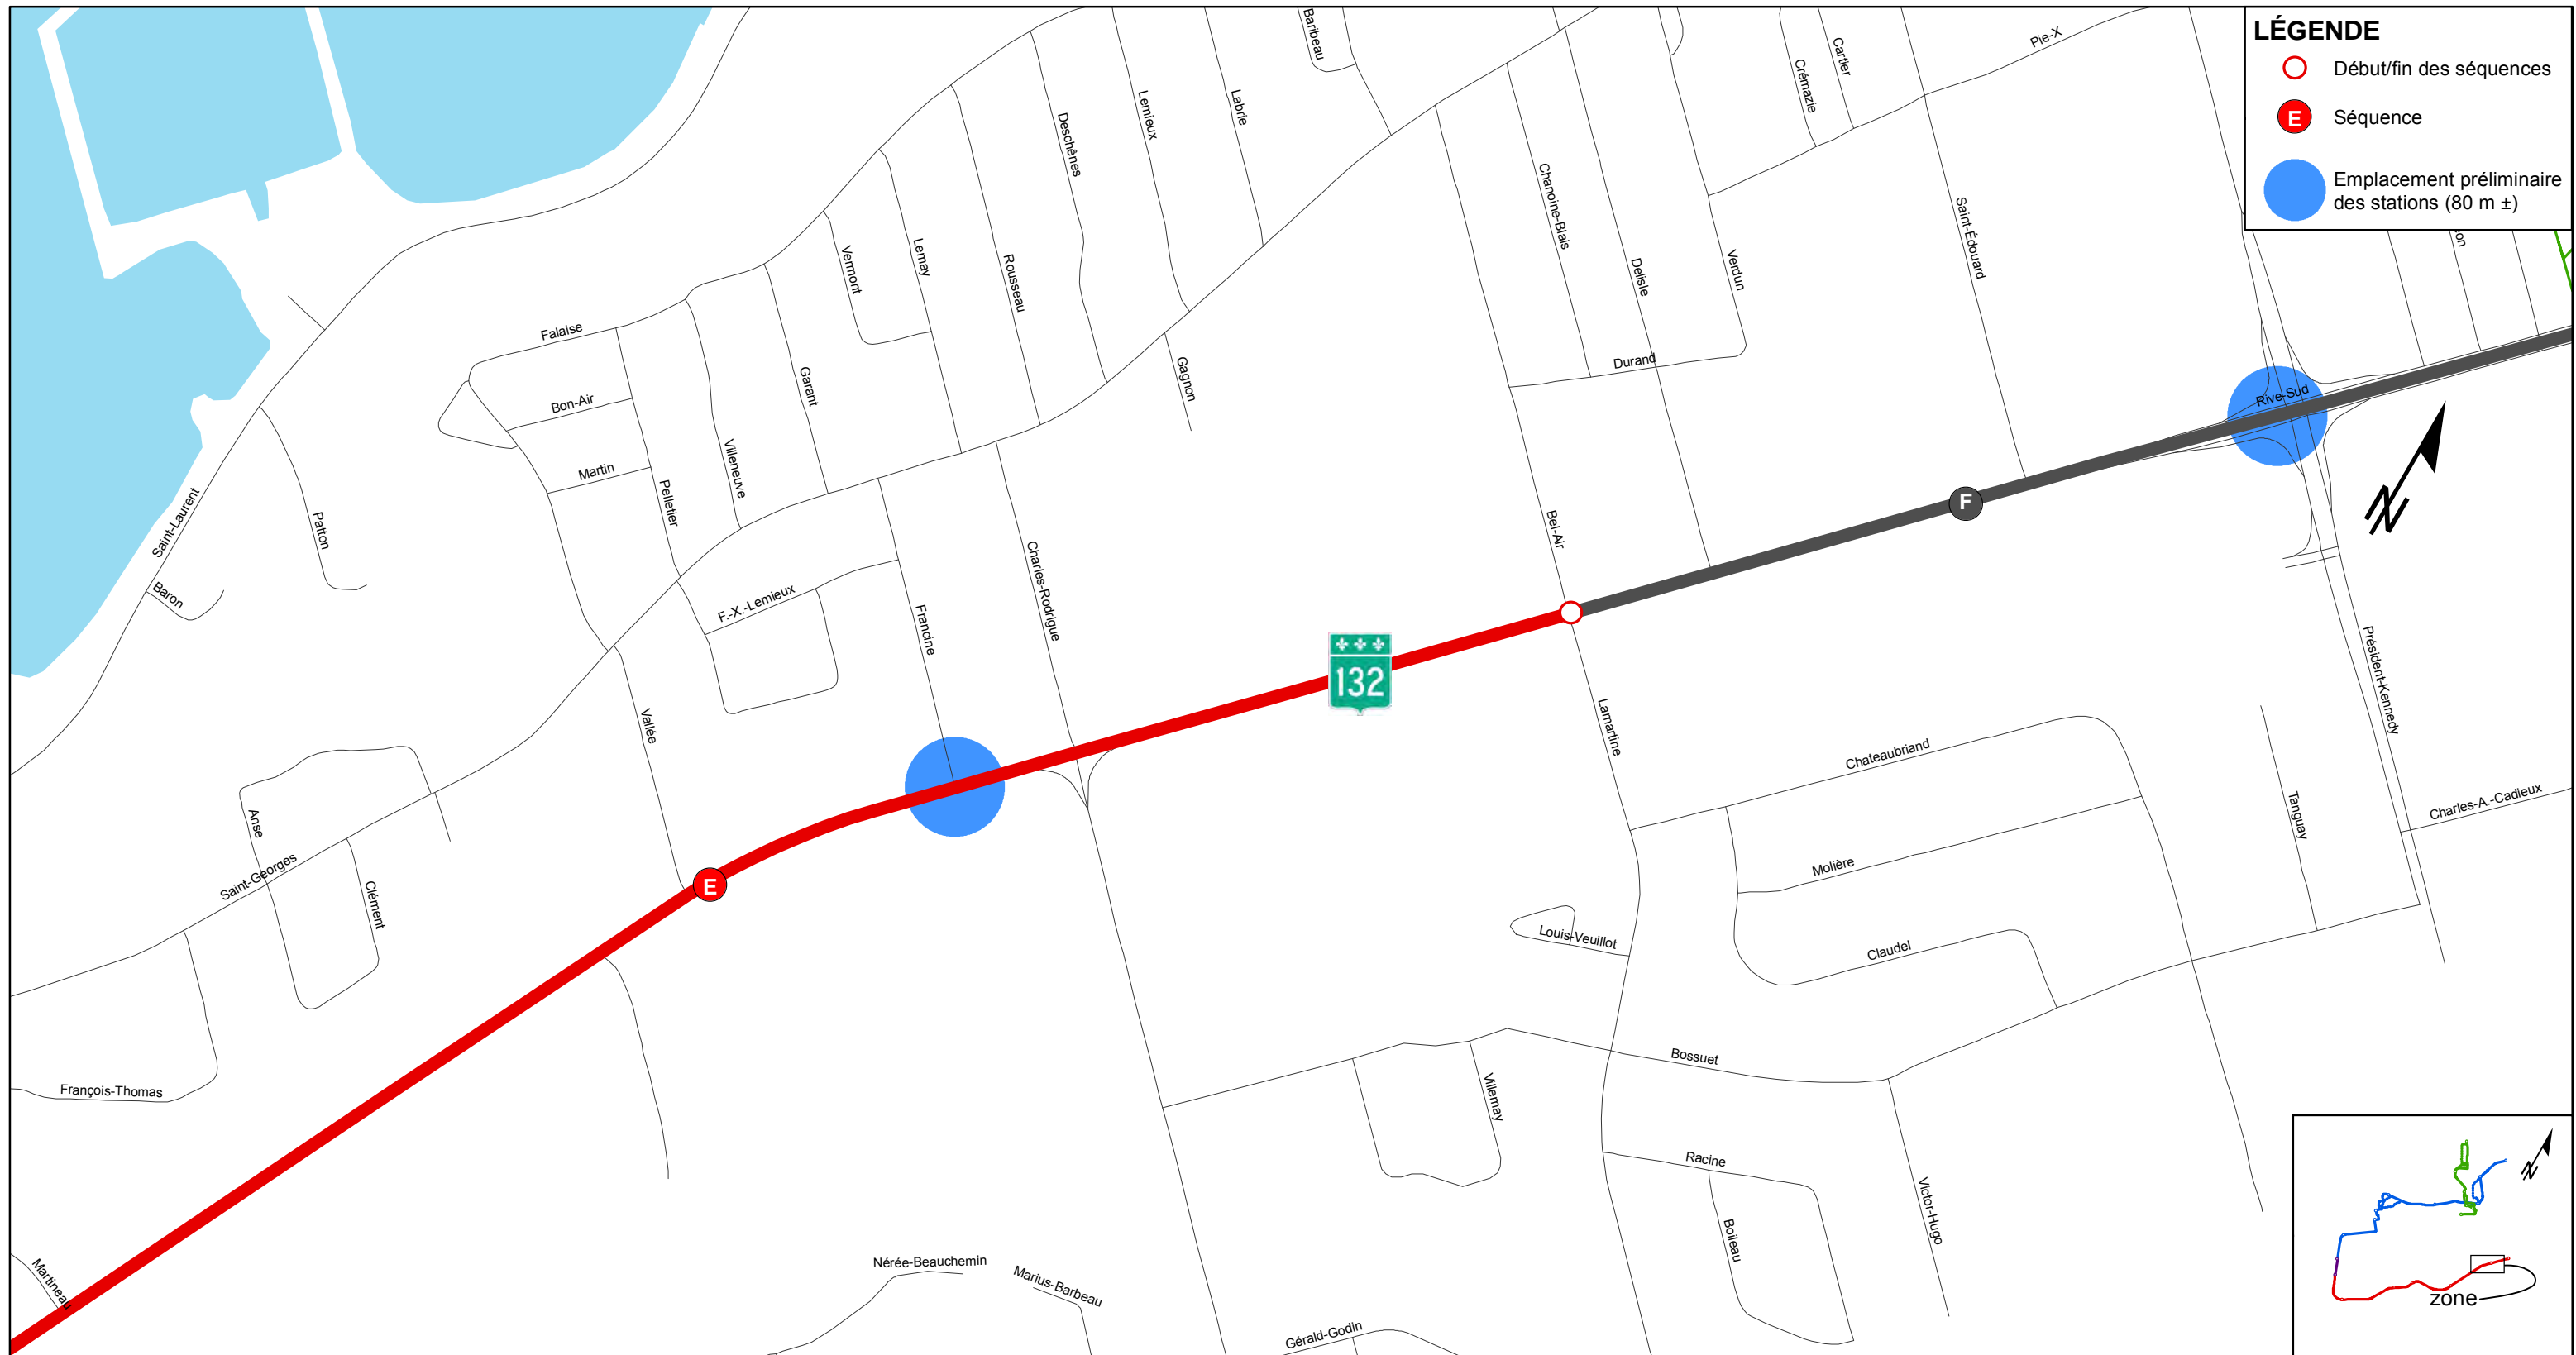 LÉGENDE
Début/fin des séquences
E
Séquence
Emplacement préliminaire
des stations (80 m ±)
Baribeau
Pie-X
Cartier
Crémazie
Lemieux
Labrie
Deschênes
Chanoine-Blais
Saint-Édouard
Vermont
Lemay
Rousseau
Delisle
Verdun
Falaise
Durand
Gagnon
Garant
Bon-Air
Rive-Sud
Martin
Villeneuve
Pelletier
Saint-Laurent
Patton
Bel-Air
F
N
Baron
F.-X.-Lemieux
Francine
Charles-Rodrigue
132
Président-Kennedy
Vallée
Lamartine
Chateaubriand
Anse
Tanguay
Charles-A.-Cadieux
Saint-Georges
Clément
E
Molière
Louis-Veuillot
Claudel
Bossuet
François-Thomas
Villemay
Racine
Victor-Hugo
Boileau
Martineau
Nérée-Beauchemin
Marius-Barbeau
Gérald-Godin
N
zone